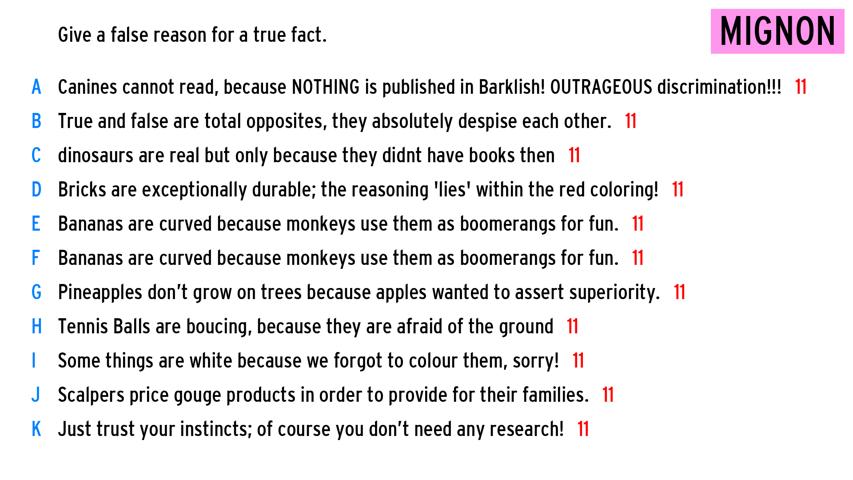 Give a false reason for a true fact.
MIGNON
A Canines cannot read, because NOTHING is published in Barklish! OUTRAGEOUS discrimination!!! 11
B True and false are total opposites, they absolutely despise each other. 11
C dinosaurs are real but only because they didnt have books then 11
D Bricks are exceptionally durable; the reasoning 'lies' within the red coloring! 11
E Bananas are curved because monkeys use them as boomerangs for fun. 11
F Bananas are curved because monkeys use them as boomerangs for fun. 11
G Pineapples don’t grow on trees because apples wanted to assert superiority. 11
H Tennis Balls are boucing, because they are afraid of the ground 11
I Some things are white because we forgot to colour them, sorry! 11
J Scalpers price gouge products in order to provide for their families. 11
K Just trust your instincts; of course you don’t need any research! 11